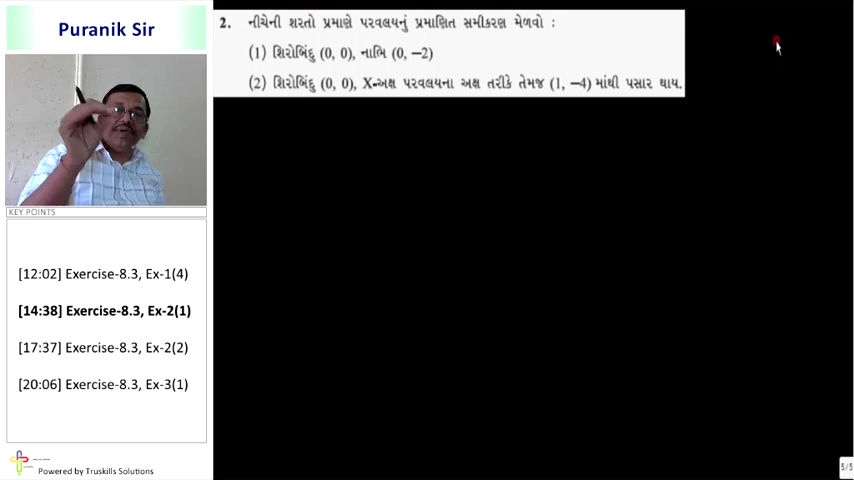 Puranik Sir
KEY POINTS
[12:02] Exercise-8.3, Ex-1(4)
[14:38] Exercise-8.3, Ex-2(1)
[17:37] Exercise-8.3, Ex-2(2)
[20:06] Exercise-8.3, Ex-3(1)
Powered by Truskills Solutions
2. નીચેની શરતો પ્રમાણે પરવલયનું પ્રમાણિત સમીકરણ મેળવો :
(1) શિરોબિંદુ (0, 0), નાભિ (0, –2)
(2) શિરોબિંદુ (0, 0), X-અક્ષ પરવલયના અક્ષ તરીકે તેમજ (1, –4) માંથી પસાર થાય.
5/5